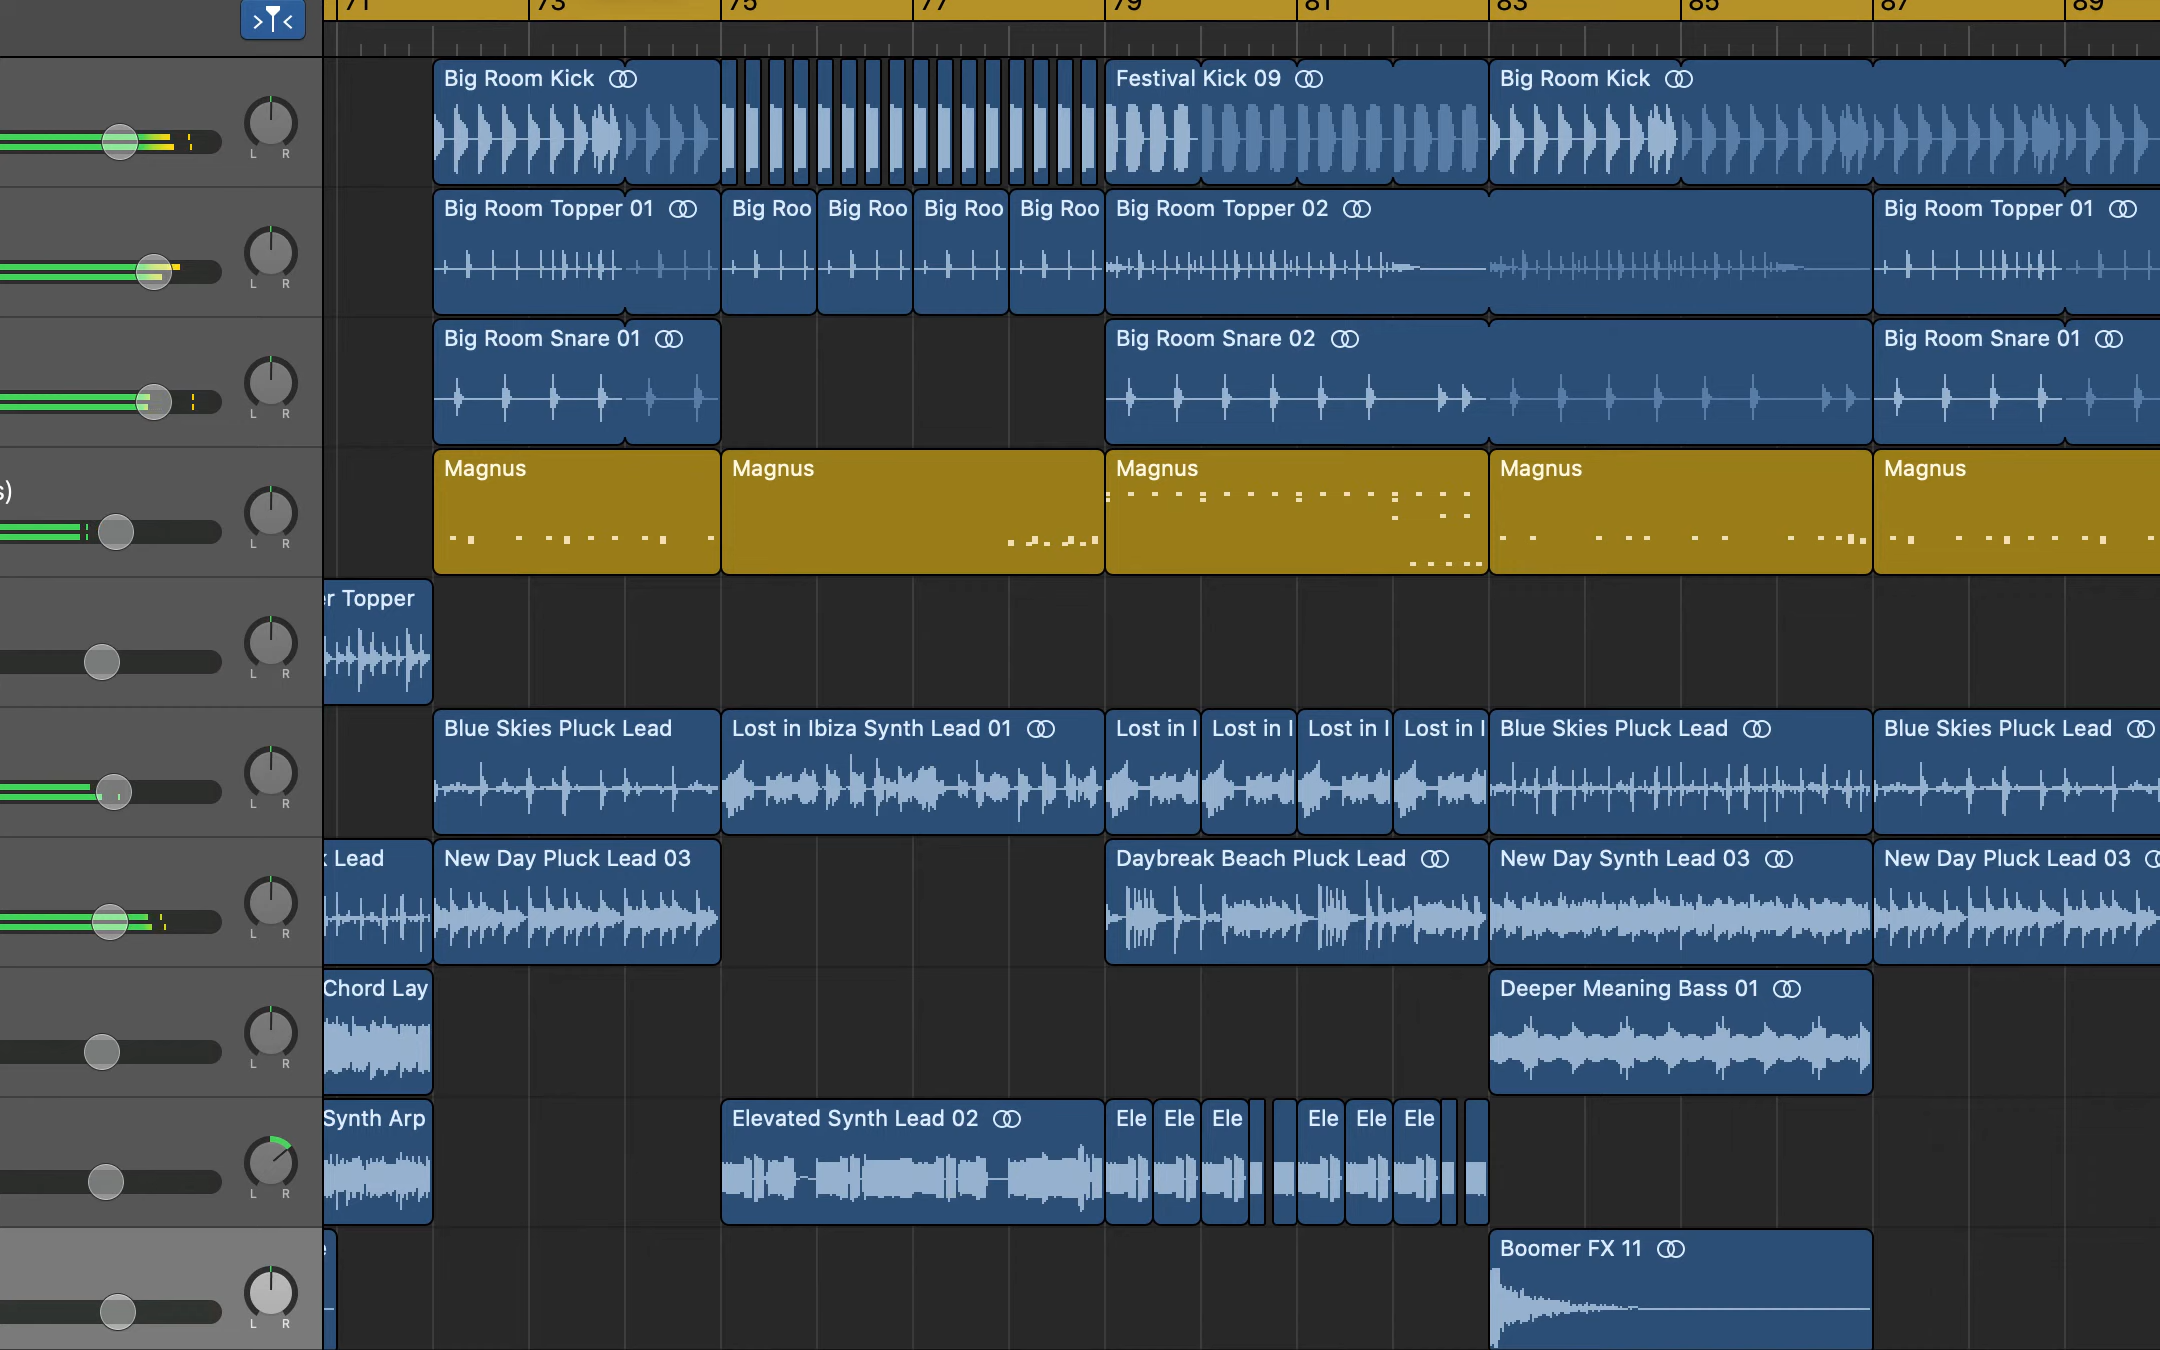 71 73 75 77 79 81 83 85 87 89
Big Room Kick Festival Kick 09 Big Room Kick
L R
Big Room Topper 01 Big Roo Big Roo Big Roo Big Roo Big Room Topper 02 Big Room Topper 01
L R
Big Room Snare 01 Big Room Snare 02 Big Room Snare 01
L R
Magnus Magnus Magnus Magnus Magnus
s)
L R
er Topper
L R
Blue Skies Pluck Lead Lost in Ibiza Synth Lead 01 Lost in I Lost in I Lost in I Lost in I Blue Skies Pluck Lead Blue Skies Pluck Lead
L R
k Lead New Day Pluck Lead 03 Daybreak Beach Pluck Lead New Day Synth Lead 03 New Day Pluck Lead 03
L R
Chord Lay Deeper Meaning Bass 01
L R
Synth Arp Elevated Synth Lead 02 Ele Ele Ele Ele Ele Ele
L R
Boomer FX 11
L R